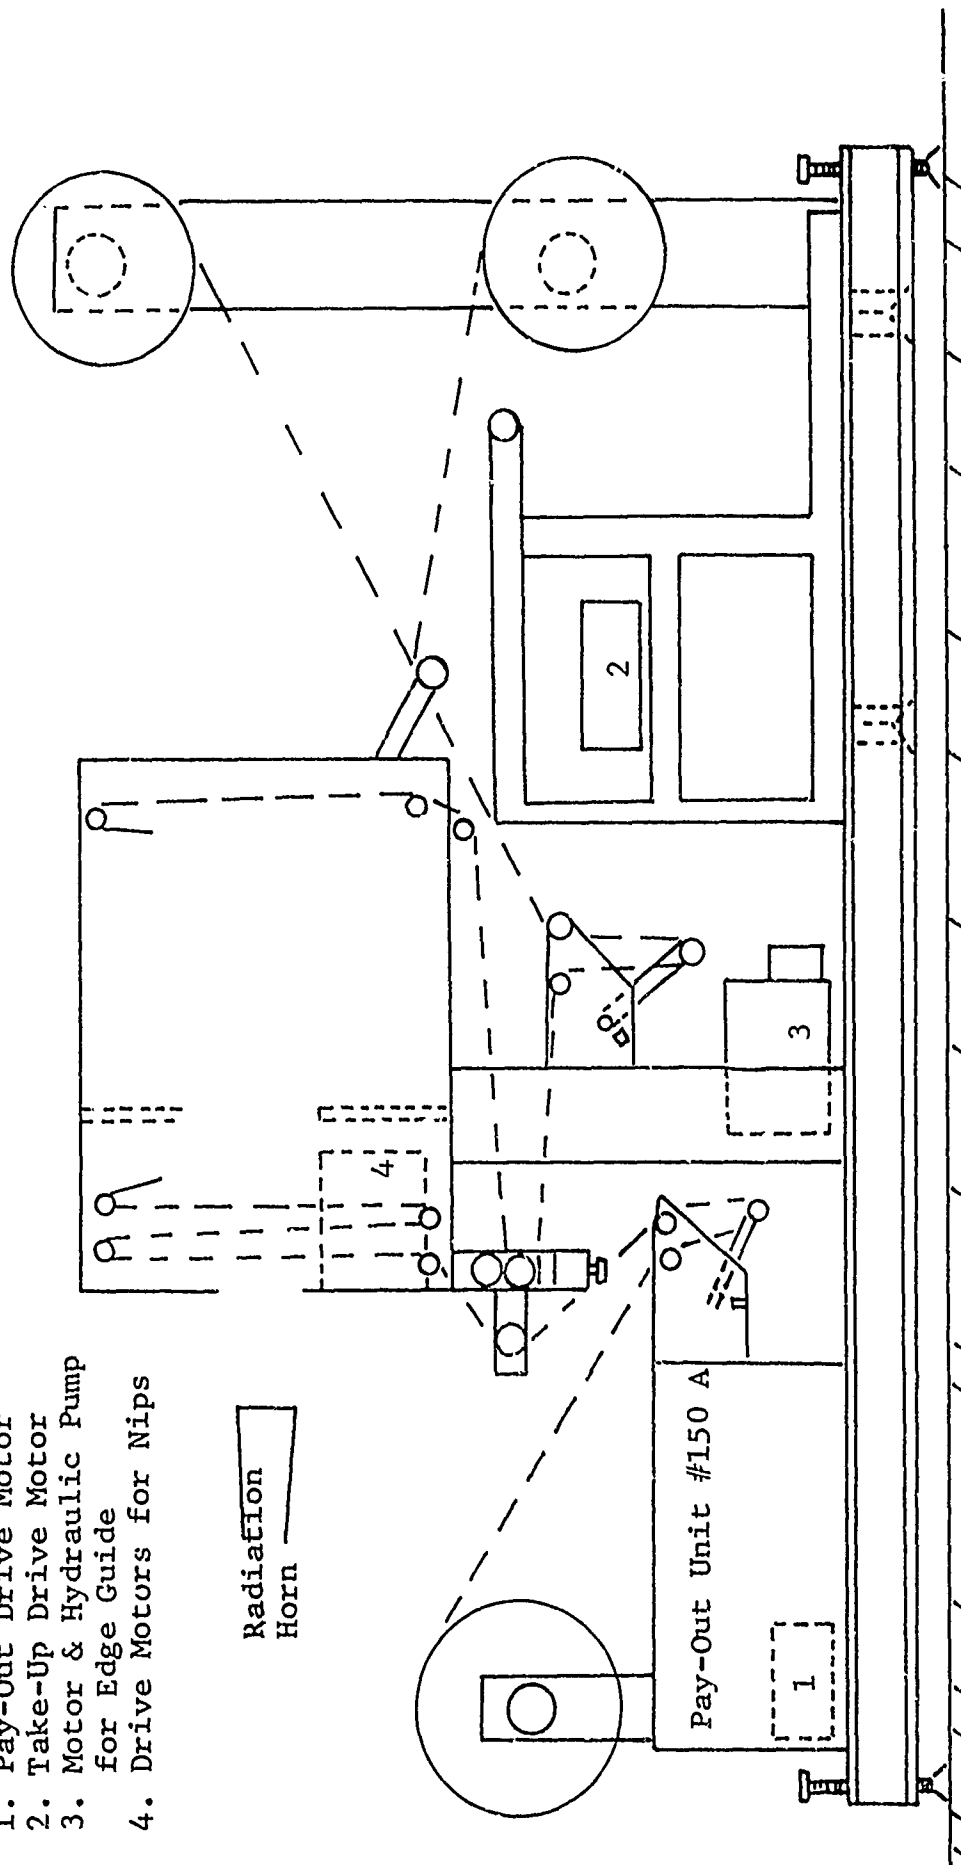 1. Pay-Out Drive Motor
2. Take-Up Drive Motor
3. Motor & Hydraulic Pump
for Edge Guide
4. Drive Motors for Nips
Radiation
Horn
4
3
2
Pay-Out Unit #150 A
1